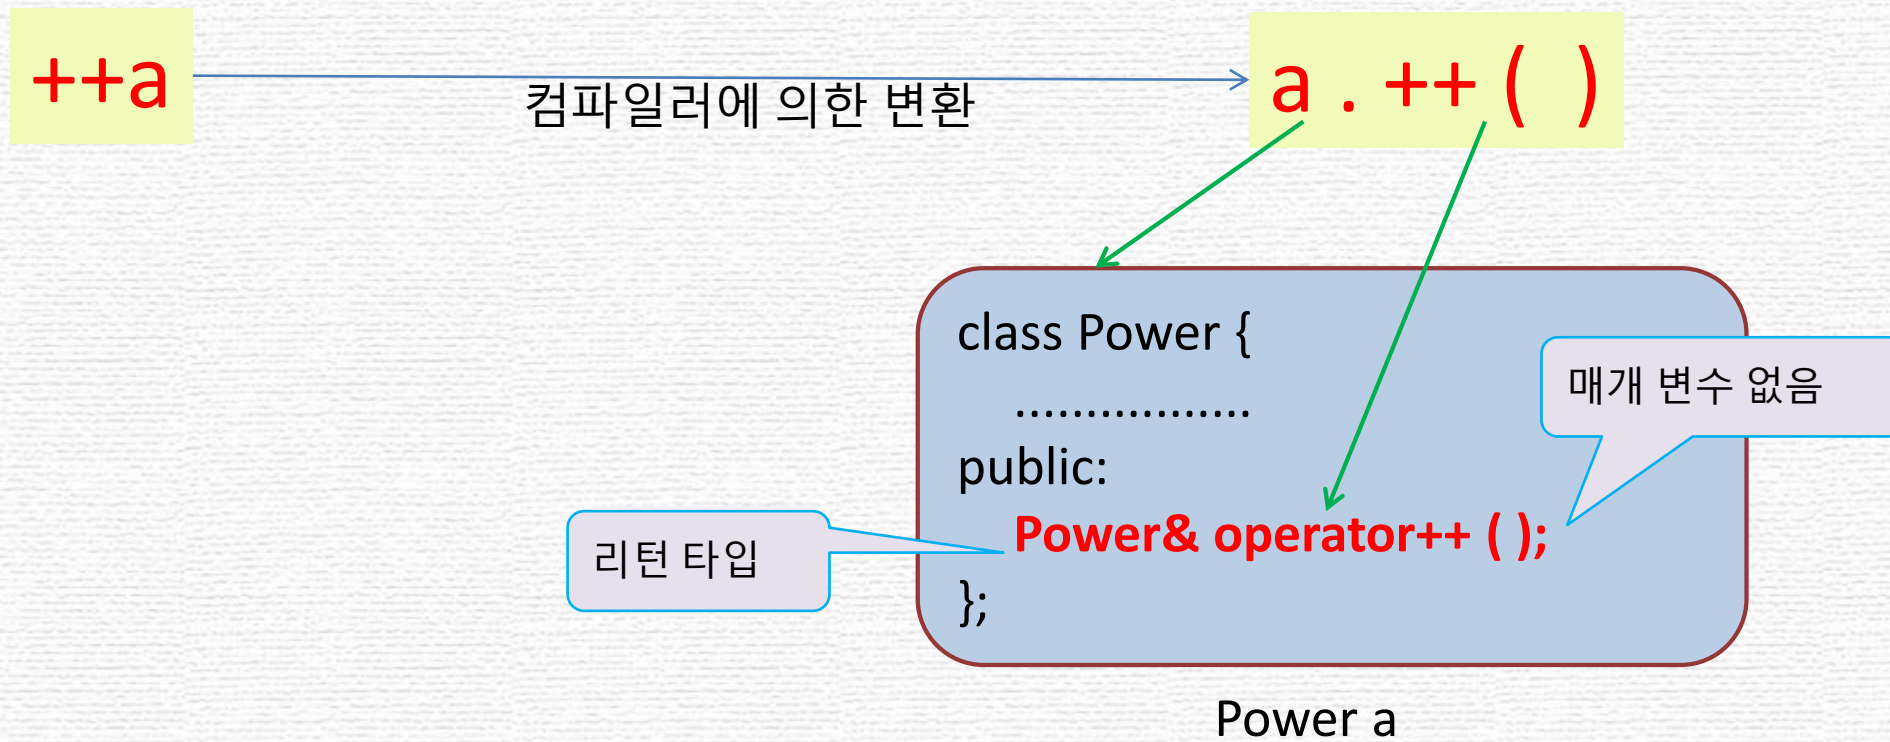 ++a
컴파일러에 의한 변환
a . ++ ( )
class Power {
.................
매개 변수 없음
public:
Power& operator++ ( );
리턴 타입
};
Power a